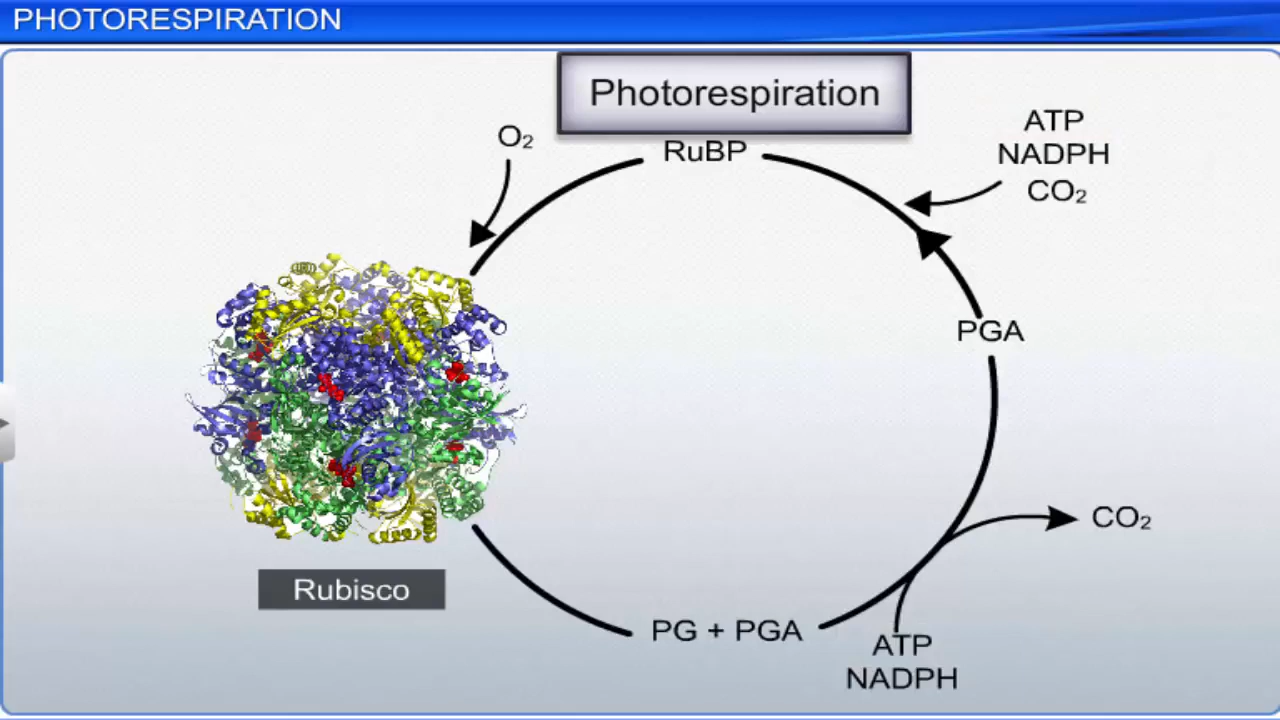 PHOTORESPIRATION
Photorespiration
O₂
RuBP
ATP
NADPH
CO₂
PGA
CO₂
Rubisco
PG + PGA
ATP
NADPH